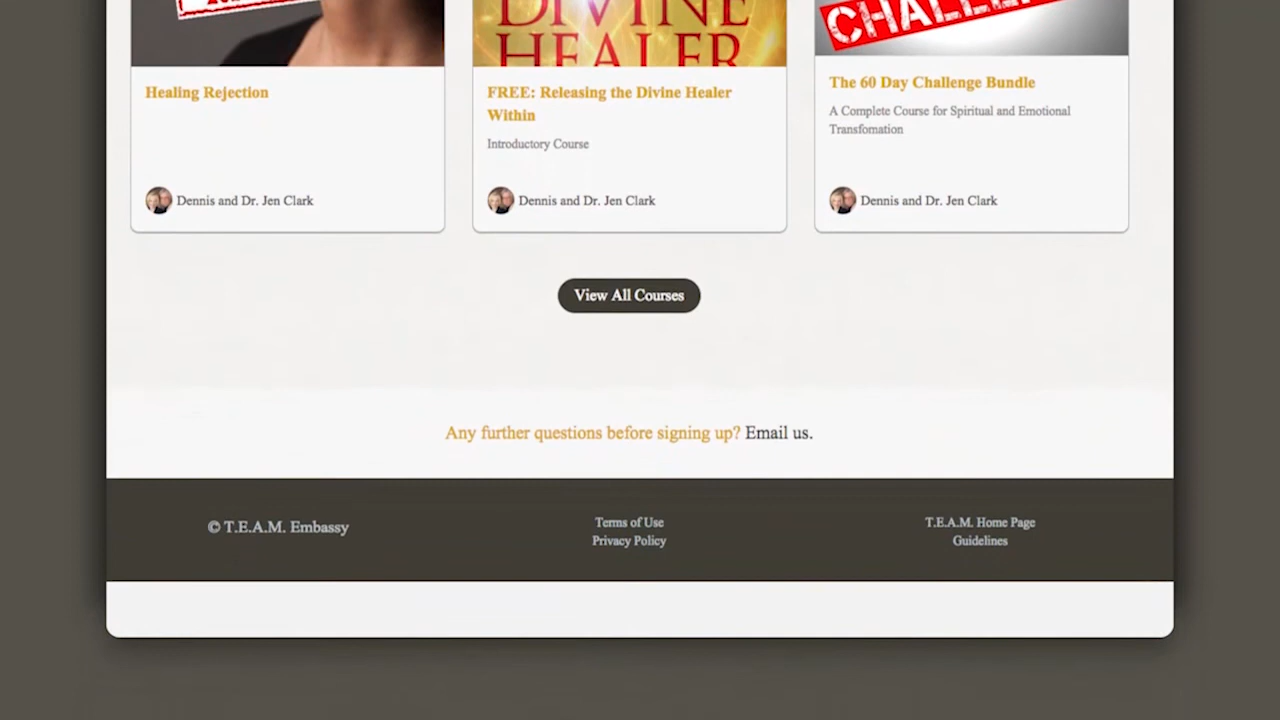 DIVINE
HEALER
Healing Rejection
Dennis and Dr. Jen Clark
FREE: Releasing the Divine Healer
Within
Introductory Course
Dennis and Dr. Jen Clark
The 60 Day Challenge Bundle
A Complete Course for Spiritual and Emotional
Transfomation
Dennis and Dr. Jen Clark
View All Courses
Any further questions before signing up? Email us.
© T.E.A.M. Embassy
Terms of Use
Privacy Policy
T.E.A.M. Home Page
Guidelines